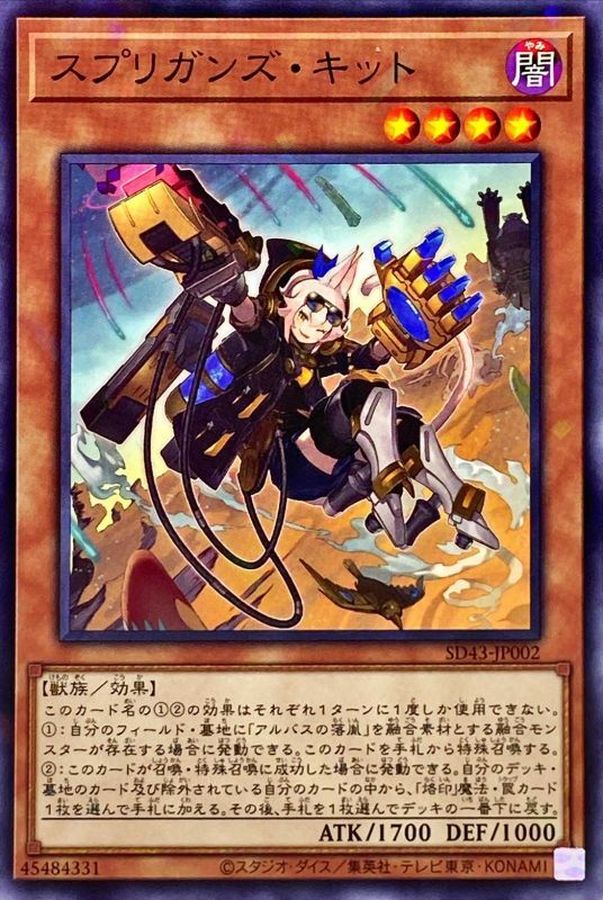 スプリガンズ・キット
闇
SD43-JP002
【獣族／効果】
このカード名の①②の効果はそれぞれ１ターンに１度しか使用できない。
①：自分のフィールド・墓地に「アルバスの落胤」を融合素材とする融合モン
スターが存在する場合に発動できる。このカードを手札から特殊召喚する。
②：このカードが召喚・特殊召喚に成功した場合に発動できる。自分のデッキ・
墓地のカード及び除外されている自分のカードの中から、「烙印」魔法・罠カード
１枚を選んで手札に加える。その後、手札を１枚選んでデッキの一番下に戻す。
ATK/1700 DEF/1000
45484331 ©スタジオ・ダイス／集英社・テレビ東京・KONAMI